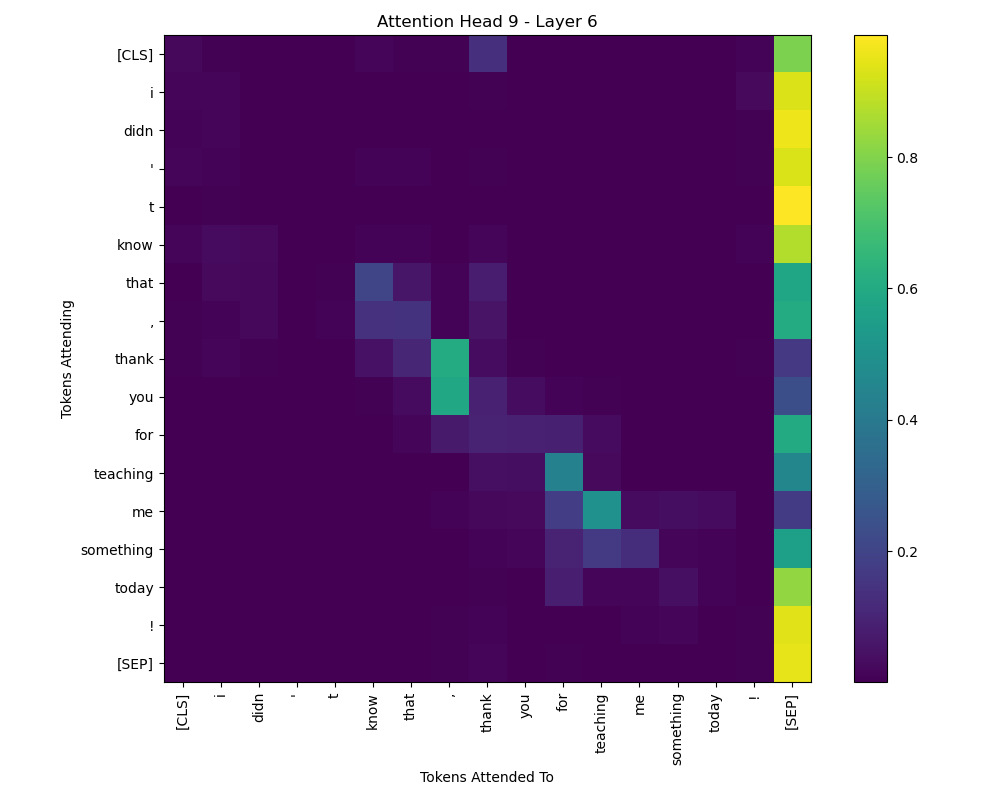 Attention Head 9 - Layer 6
[CLS]
i
didn
'
t
know
that
,
thank
you
for
teaching
me
something
today
!
[SEP]
Tokens Attending
[CLS]
i
didn
'
t
know
that
,
thank
you
for
teaching
me
something
today
!
[SEP]
Tokens Attended To
0.8
0.6
0.4
0.2